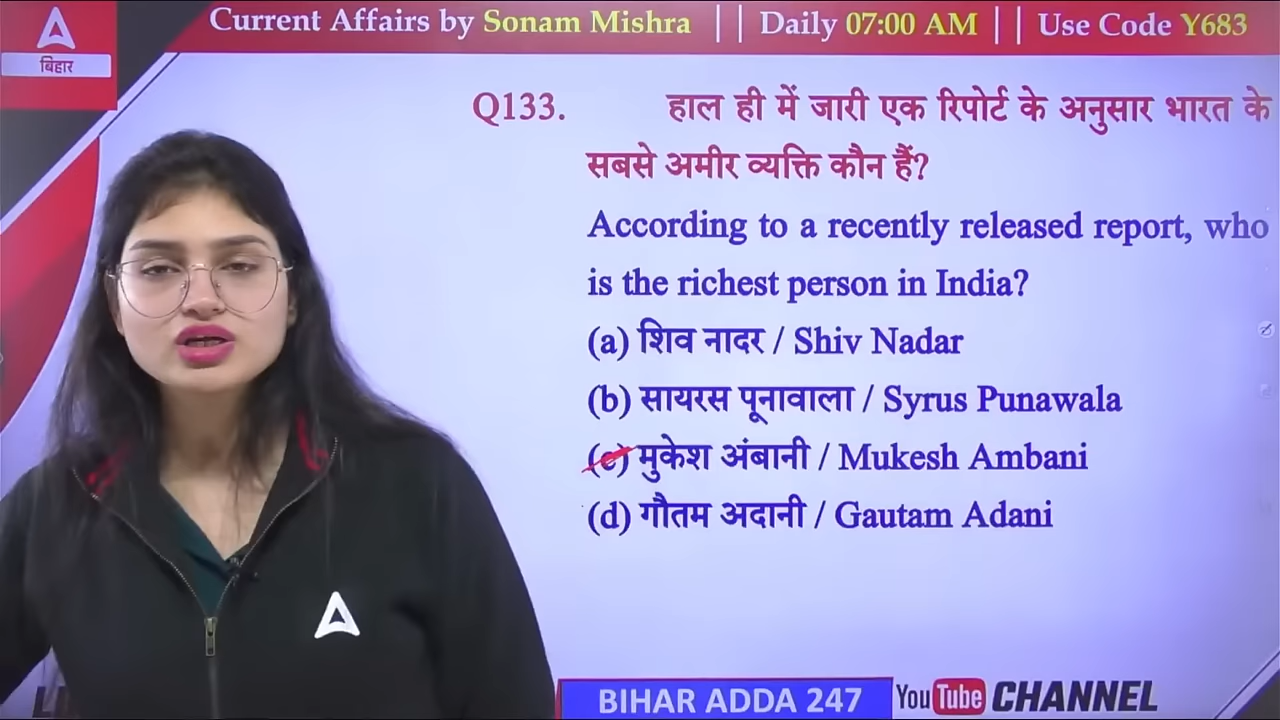 Current Affairs by Sonam Mishra || Daily 07:00 AM || Use Code Y683
बिहार
Q133. हाल ही में जारी एक रिपोर्ट के अनुसार भारत के
सबसे अमीर व्यक्ति कौन हैं?
According to a recently released report, who
is the richest person in India?
(a) शिव नादर / Shiv Nadar
(b) सायरस पूनावाला / Syrus Punawala
(c) मुकेश अंबानी / Mukesh Ambani
(d) गौतम अदानी / Gautam Adani
BIHAR ADDA 247 YouTube CHANNEL